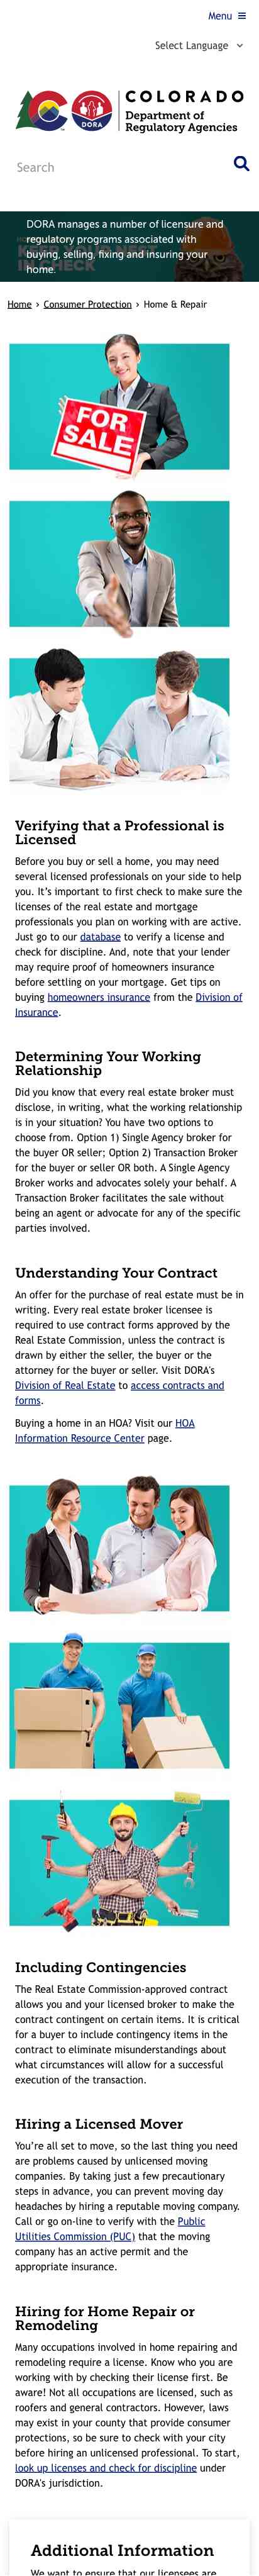 Menu
Select Language
COLORADO
Department of
Regulatory Agencies
DORA
Search
DORA manages a number of licensure and
regulatory programs associated with
buying, selling, fixing and insuring your
home.
KEEP YOUR NEST
IN CHECK
Home › Consumer Protection › Home & Repair
FOR
SALE
Verifying that a Professional is
Licensed
Before you buy or sell a home, you may need
several licensed professionals on your side to help
you. It’s important to first check to make sure the
licenses of the real estate and mortgage
professionals you plan on working with are active.
Just go to our database to verify a license and
check for discipline. And, note that your lender
may require proof of homeowners insurance
before settling on your mortgage. Get tips on
buying homeowners insurance from the Division of
Insurance.
Determining Your Working
Relationship
Did you know that every real estate broker must
disclose, in writing, what the working relationship
is in your situation? You have two options to
choose from. Option 1) Single Agency broker for
the buyer OR seller; Option 2) Transaction Broker
for the buyer or seller OR both. A Single Agency
Broker works and advocates solely your behalf. A
Transaction Broker facilitates the sale without
being an agent or advocate for any of the specific
parties involved.
Understanding Your Contract
An offer for the purchase of real estate must be in
writing. Every real estate broker licensee is
required to use contract forms approved by the
Real Estate Commission, unless the contract is
drawn by either the seller, the buyer or the
attorney for the buyer or seller. Visit DORA's
Division of Real Estate to access contracts and
forms.
Buying a home in an HOA? Visit our HOA
Information Resource Center page.
Including Contingencies
The Real Estate Commission-approved contract
allows you and your licensed broker to make the
contract contingent on certain items. It is critical
for a buyer to include contingency items in the
contract to eliminate misunderstandings about
what circumstances will allow for a successful
execution of the transaction.
Hiring a Licensed Mover
You’re all set to move, so the last thing you need
are problems caused by unlicensed moving
companies. By taking just a few precautionary
steps in advance, you can prevent moving day
headaches by hiring a reputable moving company.
Call or go on-line to verify with the Public
Utilities Commission (PUC) that the moving
company has an active permit and the
appropriate insurance.
Hiring for Home Repair or
Remodeling
Many occupations involved in home repairing and
remodeling require a license. Know who you are
working with by checking their license first. Be
aware! Not all occupations are licensed, such as
roofers and general contractors. However, laws
may exist in your county that provide consumer
protections, so be sure to check with your city
before hiring an unlicensed professional. To start,
look up licenses and check for discipline under
DORA's jurisdiction.
Additional Information
We want to ensure that our licensees are